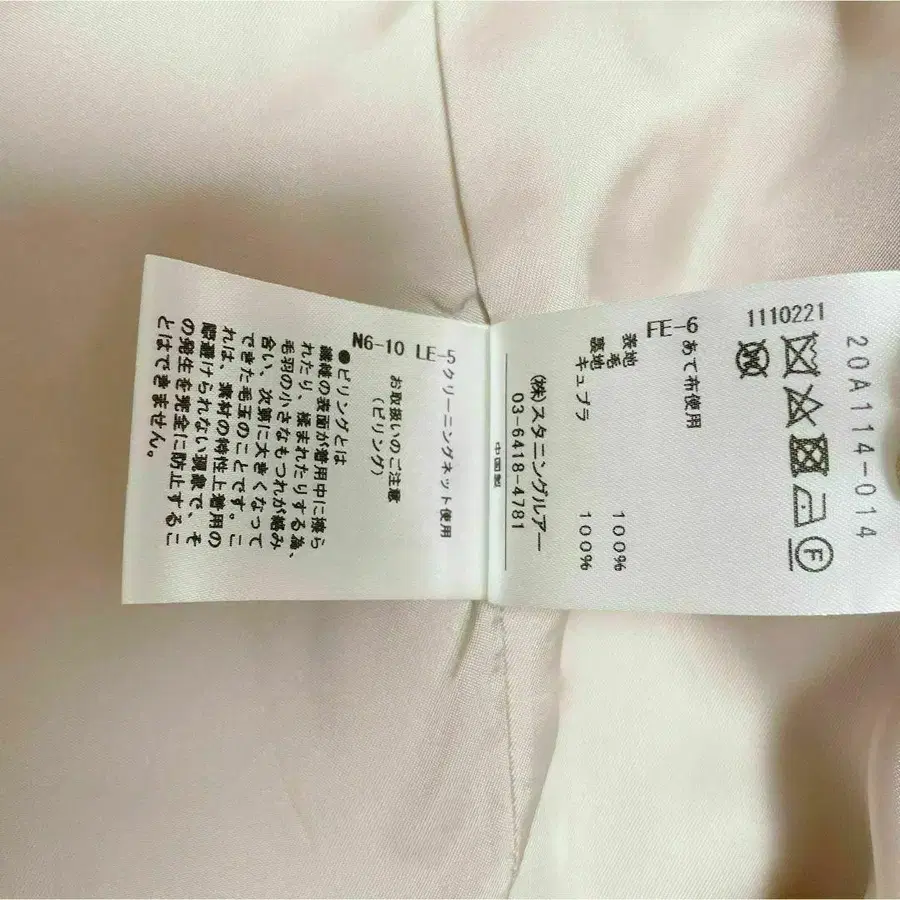 20A114-014
1110221
F
FE-6 あて布使用
表地 毛 100%
裏地 キュプラ 100%
(株)スタニングルアー
03-6418-4781
中国製
N6-10 LE-5 クリーニングネット使用
お取扱いのご注意
(ピリング)
●ピリングとは
繊維の表面が着用中に擦ら
れたり、揉まれたりする為、
毛羽の小さなもつれが絡み
合い、次第に大きくなって
できた毛玉のことです。こ
れは、素材の特性上着用の
際避けられない現象で、そ
の発生を完全に防止するこ
とはできません。